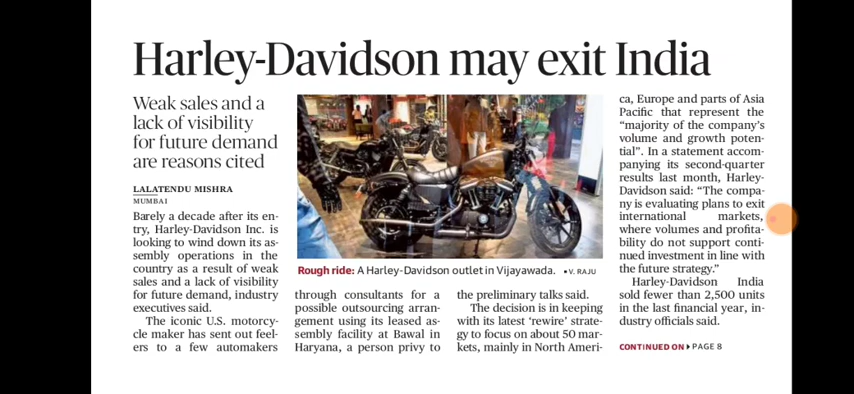 Harley-Davidson may exit India
Weak sales and a
lack of visibility
for future demand
are reasons cited
LALATENDU MISHRA
MUMBAI
Barely a decade after its en-
try, Harley-Davidson Inc. is
looking to wind down its as-
sembly operations in the
country as a result of weak
sales and a lack of visibility
for future demand, industry
executives said.
The iconic U.S. motorcy-
cle maker has sent out feel-
ers to a few automakers
Rough ride: A Harley-Davidson outlet in Vijayawada. ▪V. RAJU
through consultants for a
possible outsourcing arran-
gement using its leased as-
sembly facility at Bawal in
Haryana, a person privy to
the preliminary talks said.
The decision is in keeping
with its latest ‘rewire’ strate-
gy to focus on about 50 mar-
kets, mainly in North Ameri-
ca, Europe and parts of Asia
Pacific that represent the
“majority of the company’s
volume and growth poten-
tial”. In a statement accom-
panying its second-quarter
results last month, Harley-
Davidson said: “The compa-
ny is evaluating plans to exit
international markets,
where volumes and profita-
bility do not support conti-
nued investment in line with
the future strategy.”
Harley-Davidson India
sold fewer than 2,500 units
in the last financial year, in-
dustry officials said.
CONTINUED ON ▸ PAGE 8